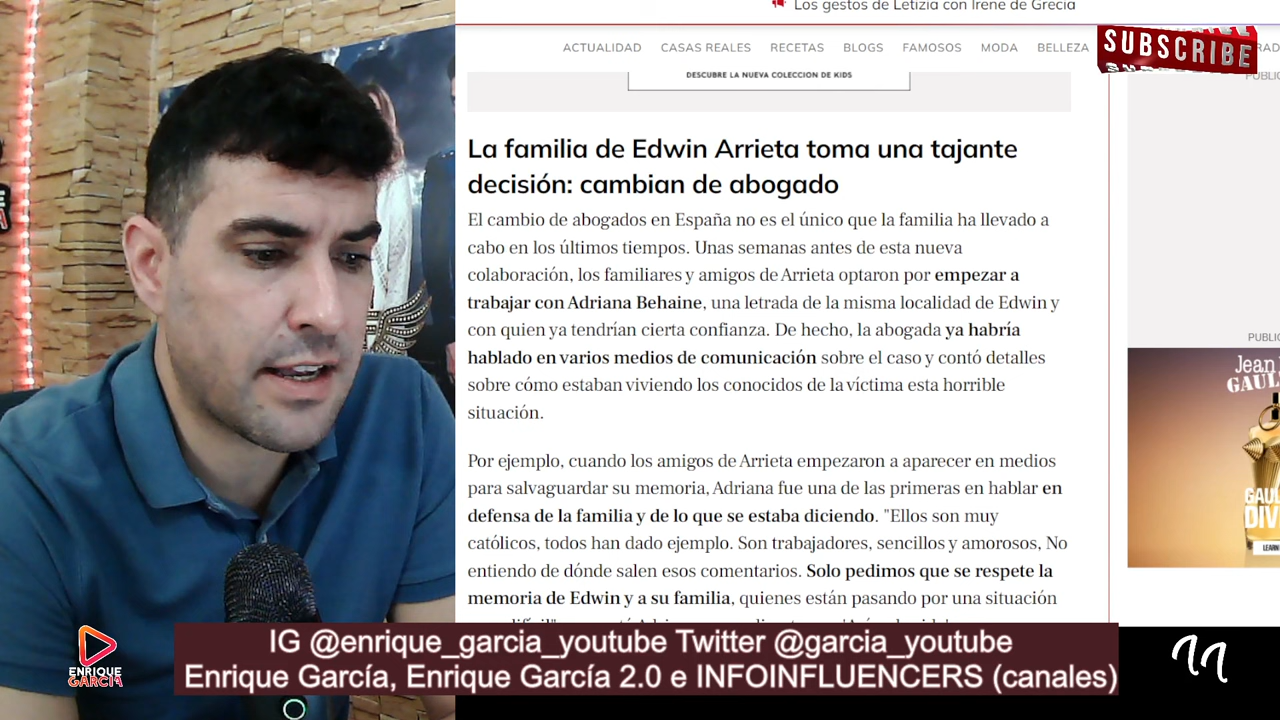 Los gestos de Letizia con Irene de Grecia
ACTUALIDAD CASAS REALES RECETAS BLOGS FAMOSOS MODA BELLEZA
SUBSCRIBE
DESCUBRE LA NUEVA COLECCION DE KIDS
La familia de Edwin Arrieta toma una tajante
decisión: cambian de abogado
El cambio de abogados en España no es el único que la familia ha llevado a
cabo en los últimos tiempos. Unas semanas antes de esta nueva
colaboración, los familiares y amigos de Arrieta optaron por empezar a
trabajar con Adriana Behaine, una letrada de la misma localidad de Edwin y
con quien ya tendrían cierta confianza. De hecho, la abogada ya habría
hablado en varios medios de comunicación sobre el caso y contó detalles
sobre cómo estaban viviendo los conocidos de la víctima esta horrible
situación.
Por ejemplo, cuando los amigos de Arrieta empezaron a aparecer en medios
para salvaguardar su memoria, Adriana fue una de las primeras en hablar en
defensa de la familia y de lo que se estaba diciendo. "Ellos son muy
católicos, todos han dado ejemplo. Son trabajadores, sencillos y amorosos, No
entiendo de dónde salen esos comentarios. Solo pedimos que se respete la
memoria de Edwin y a su familia, quienes están pasando por una situación
PUBLIC
PUBLIC
Jean
GAUL
GAUL
DIV
LEARN
ENRIQUE
GARCÍA
IG @enrique_garcia_youtube Twitter @garcia_youtube
Enrique García, Enrique García 2.0 e INFOINFLUENCERS (canales)